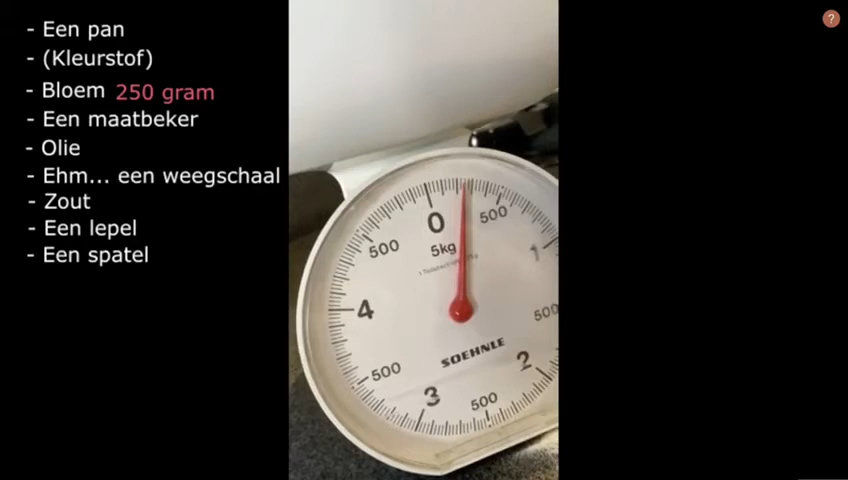 - Een pan
- (Kleurstof)
- Bloem 250 gram
- Een maatbeker
- Olie
- Ehm... een weegschaal
- Zout
- Een lepel
- Een spatel
?
0
500
1
500
2
500
3
500
4
500
5kg
SOEHNLE